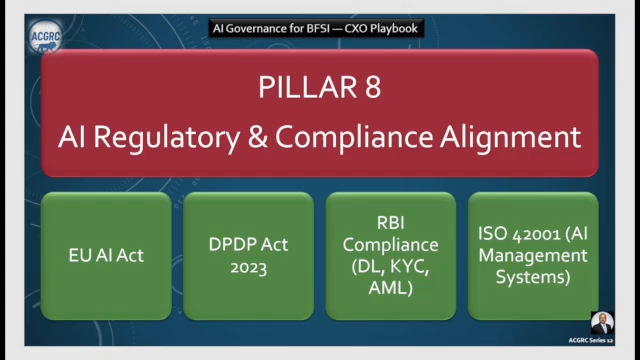 ACGRC
AI Governance for BFSI — CXO Playbook
PILLAR 8
AI Regulatory & Compliance Alignment
EU AI Act
DPDP Act
2023
RBI
Compliance
(DL, KYC,
AML)
ISO 42001 (AI
Management
Systems)
ACGRC Series 12